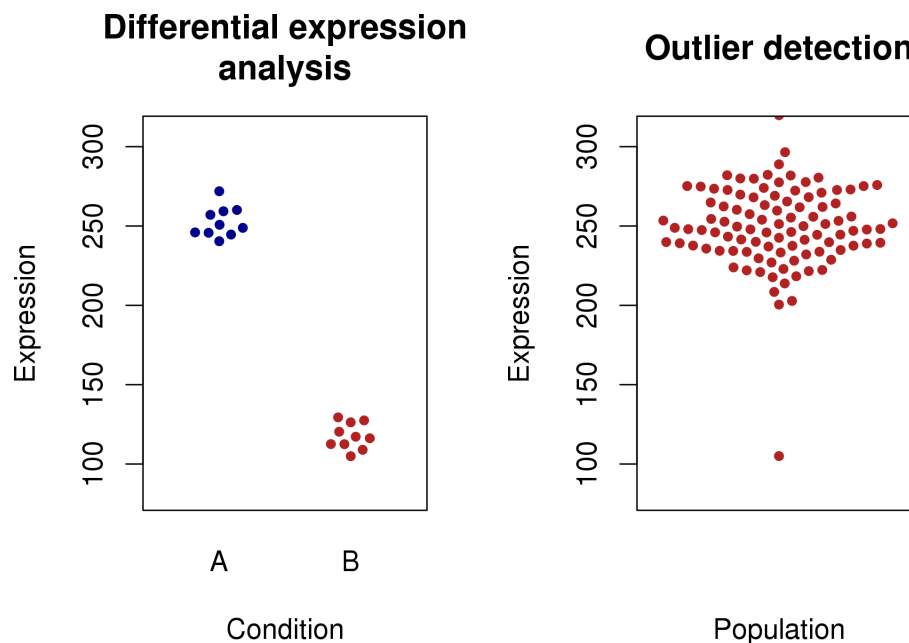 Differential expression
analysis
Expression
300
250
200
150
100
A B
Condition
Outlier detection
Expression
300
250
200
150
100
Population